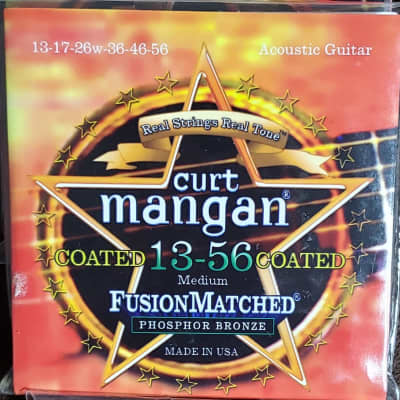 13-17-26w-36-46-56 Acoustic Guitar
Real Strings Real Tone™
curt
mangan®
COATED 13-56 COATED
Medium
FUSIONMATCHED®
PHOSPHOR BRONZE
MADE IN USA